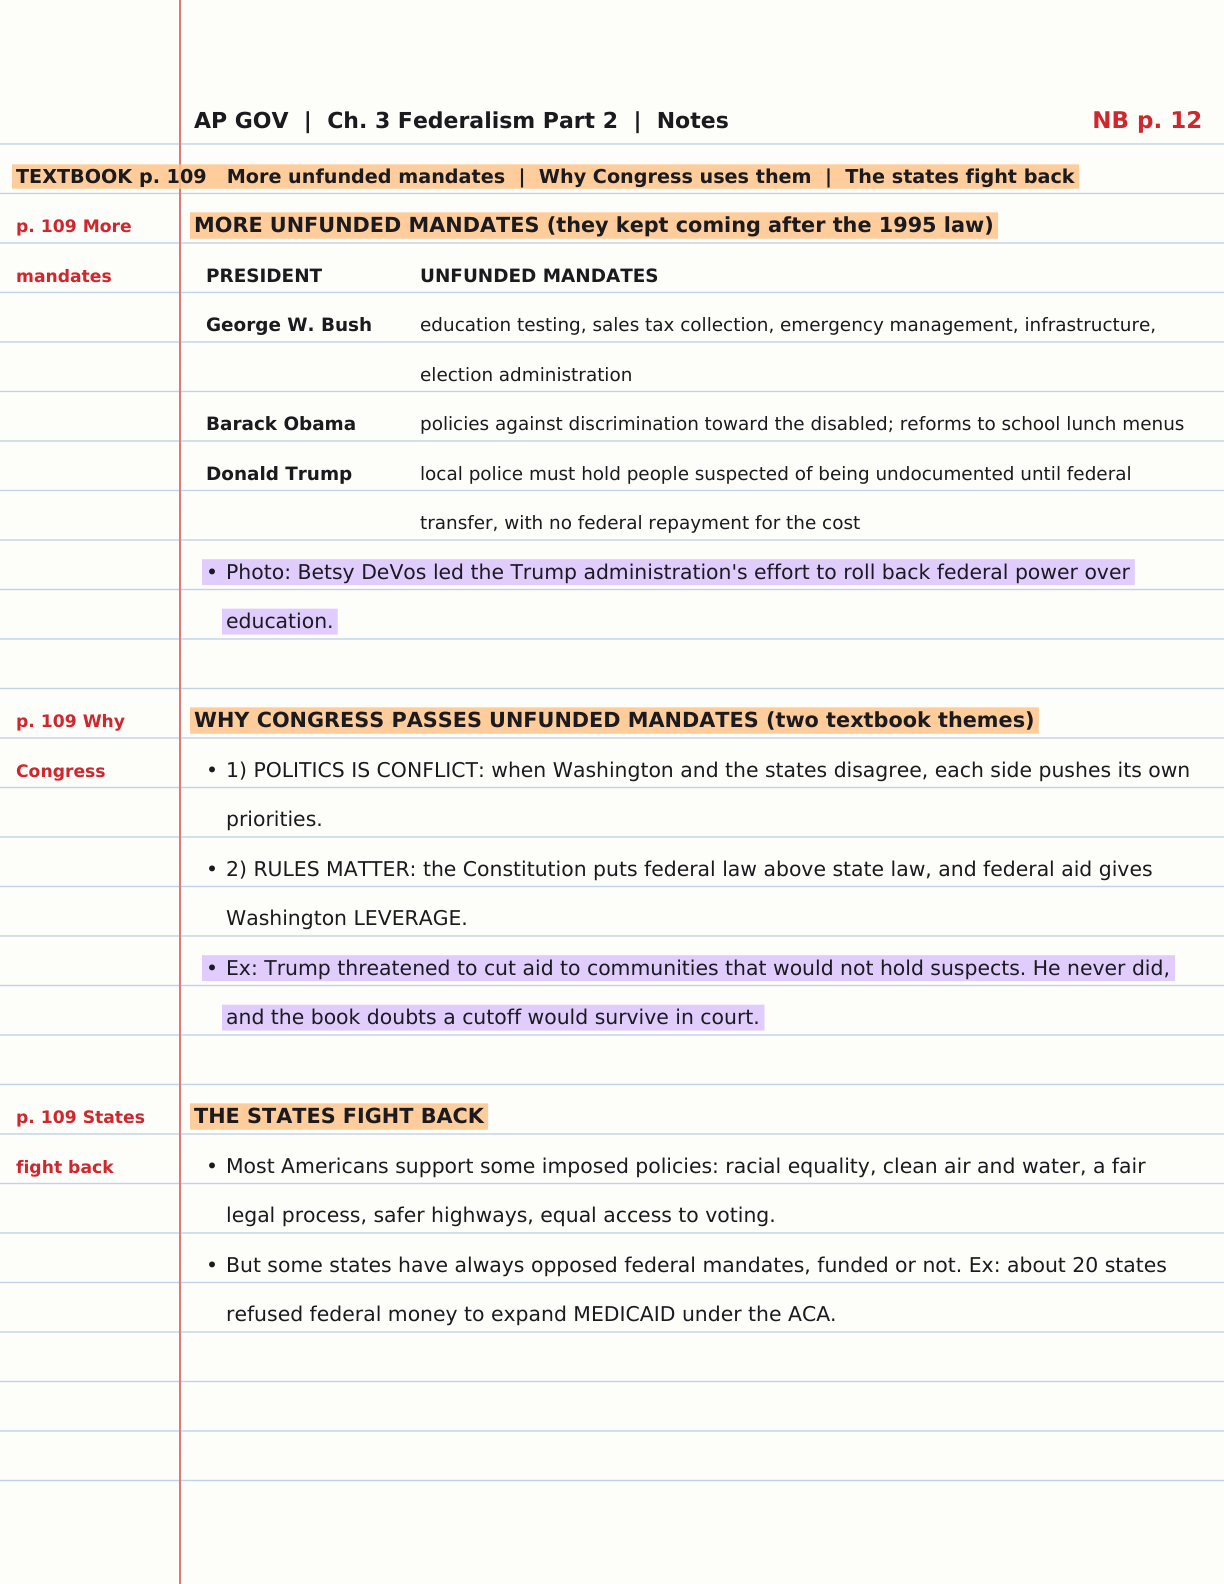 AP GOV | Ch. 3 Federalism Part 2 | Notes
NB p. 12
TEXTBOOK p. 109 More unfunded mandates | Why Congress uses them | The states fight back
p. 109 More
MORE UNFUNDED MANDATES (they kept coming after the 1995 law)
mandates
PRESIDENT UNFUNDED MANDATES
George W. Bush education testing, sales tax collection, emergency management, infrastructure,
election administration
Barack Obama policies against discrimination toward the disabled; reforms to school lunch menus
Donald Trump local police must hold people suspected of being undocumented until federal
transfer, with no federal repayment for the cost
• Photo: Betsy DeVos led the Trump administration's effort to roll back federal power over
education.
p. 109 Why
WHY CONGRESS PASSES UNFUNDED MANDATES (two textbook themes)
Congress
• 1) POLITICS IS CONFLICT: when Washington and the states disagree, each side pushes its own
priorities.
• 2) RULES MATTER: the Constitution puts federal law above state law, and federal aid gives
Washington LEVERAGE.
• Ex: Trump threatened to cut aid to communities that would not hold suspects. He never did,
and the book doubts a cutoff would survive in court.
p. 109 States
THE STATES FIGHT BACK
fight back
• Most Americans support some imposed policies: racial equality, clean air and water, a fair
legal process, safer highways, equal access to voting.
• But some states have always opposed federal mandates, funded or not. Ex: about 20 states
refused federal money to expand MEDICAID under the ACA.